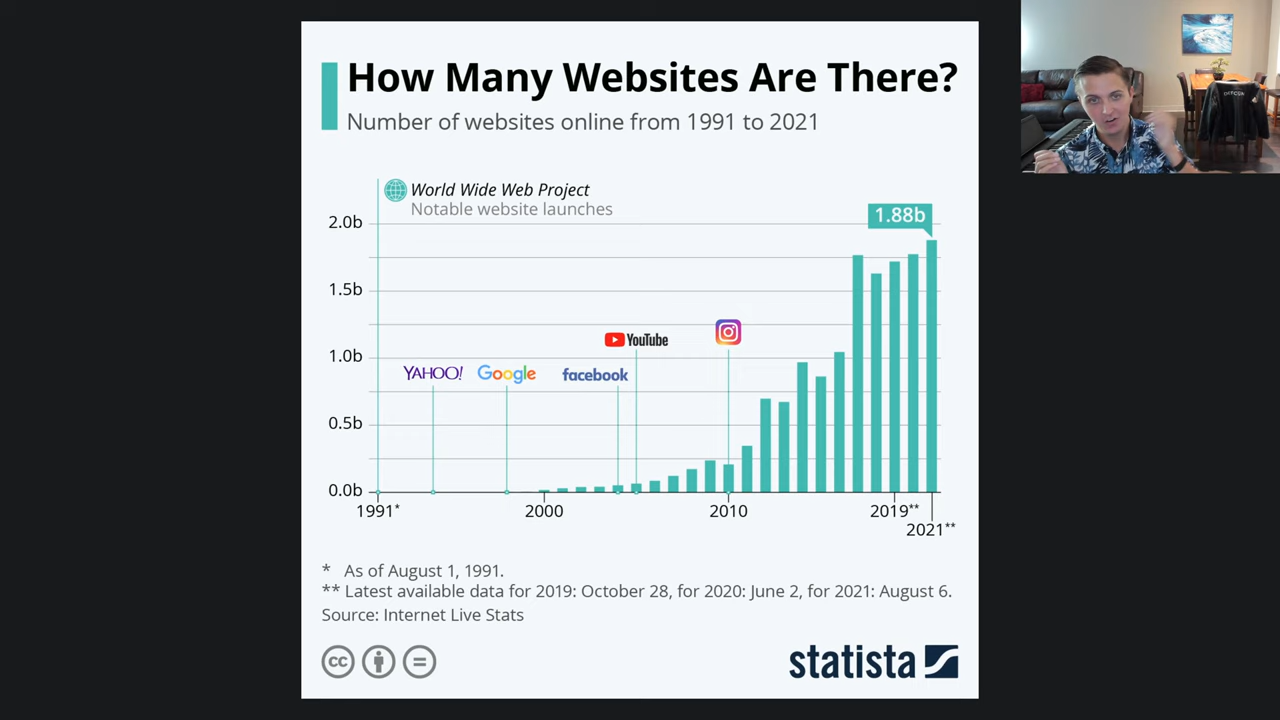 How Many Websites Are There?
Number of websites online from 1991 to 2021
World Wide Web Project
Notable website launches
1.88b
2.0b
1.5b
1.0b
0.5b
0.0b
YouTube
YAHOO!
Google
facebook
1991*
2000
2010
2019**
2021**
* As of August 1, 1991.
** Latest available data for 2019: October 28, for 2020: June 2, for 2021: August 6.
Source: Internet Live Stats
cc
statista